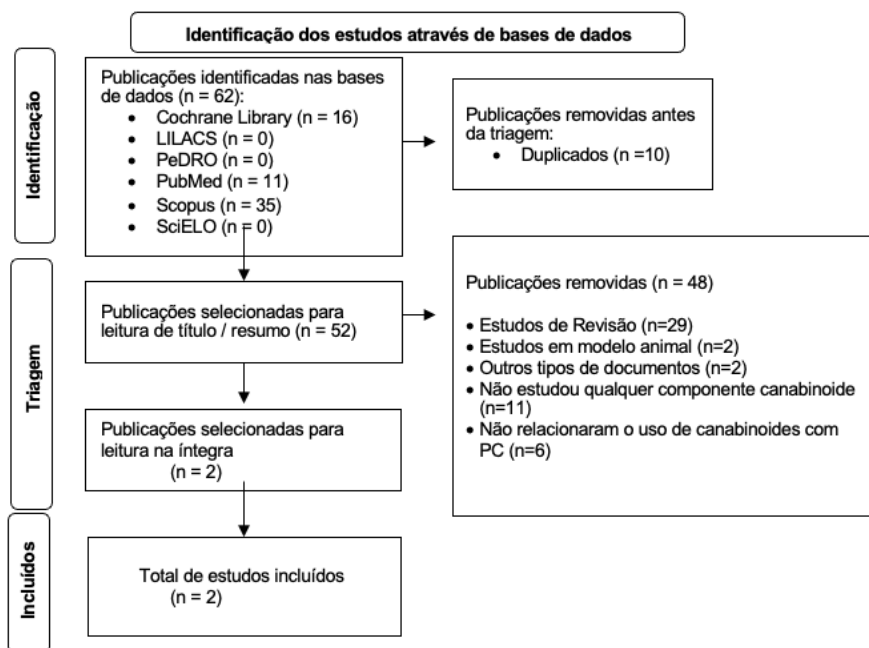 Identificação dos estudos através de bases de dados
Identificação
Publicações identificadas nas bases
de dados (n = 62):
• Cochrane Library (n = 16)
• LILACS (n = 0)
• PeDRO (n = 0)
• PubMed (n = 11)
• Scopus (n = 35)
• SciELO (n = 0)
Publicações removidas antes
da triagem:
• Duplicados (n =10)
Triagem
Publicações selecionadas para
leitura de título / resumo (n = 52)
Publicações removidas (n = 48)
• Estudos de Revisão (n=29)
• Estudos em modelo animal (n=2)
• Outros tipos de documentos (n=2)
• Não estudou qualquer componente canabinoide
(n=11)
• Não relacionaram o uso de canabinoides com
PC (n=6)
Publicações selecionadas para
leitura na íntegra
(n = 2)
Incluídos
Total de estudos incluídos
(n = 2)